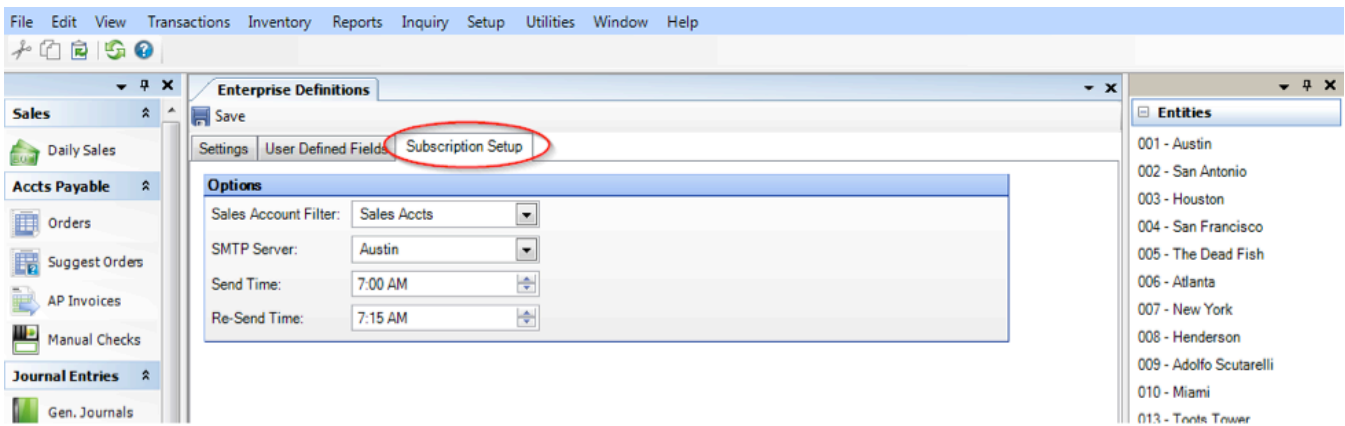 File Edit View Transactions Inventory Reports Inquiry Setup Utilities Window Help
Enterprise Definitions
Save
Settings User Defined Fields Subscription Setup
Sales
Daily Sales
Accts Payable
Orders
Suggest Orders
AP Invoices
Manual Checks
Journal Entries
Gen. Journals
Options
Sales Account Filter: Sales Accts
SMTP Server: Austin
Send Time: 7:00 AM
Re-Send Time: 7:15 AM
Entities
001 - Austin
002 - San Antonio
003 - Houston
004 - San Francisco
005 - The Dead Fish
006 - Atlanta
007 - New York
008 - Henderson
009 - Adolfo Scutarelli
010 - Miami
013 - Toots Tower